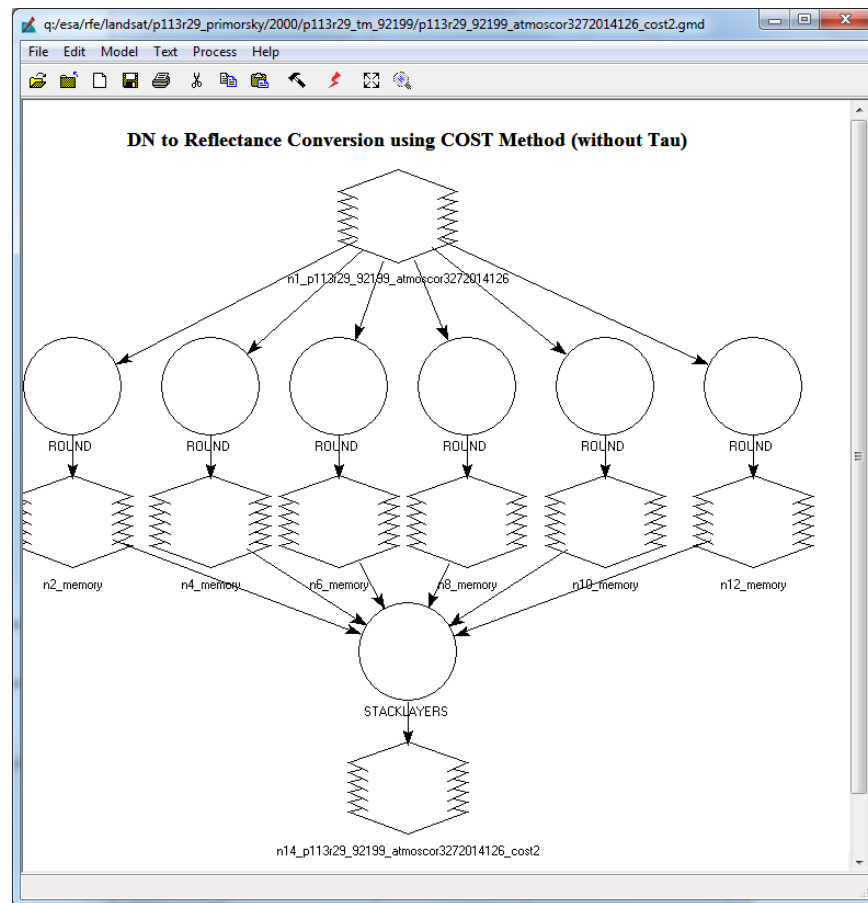 q:/esa/rfe/landsat/p113r29_primorsky/2000/p113r29_tm_92199/p113r29_92199_atmoscor3272014126_cost2.gmd
File Edit Model Text Process Help
DN to Reflectance Conversion using COST Method (without Tau)
n1_p113r29_92199_atmoscor3272014126
ROUND ROUND ROUND ROUND ROUND ROUND
n2_memory n4_memory n6_memory n8_memory n10_memory n12_memory
STACKLAYERS
n14_p113r29_92199_atmoscor3272014126_cost2